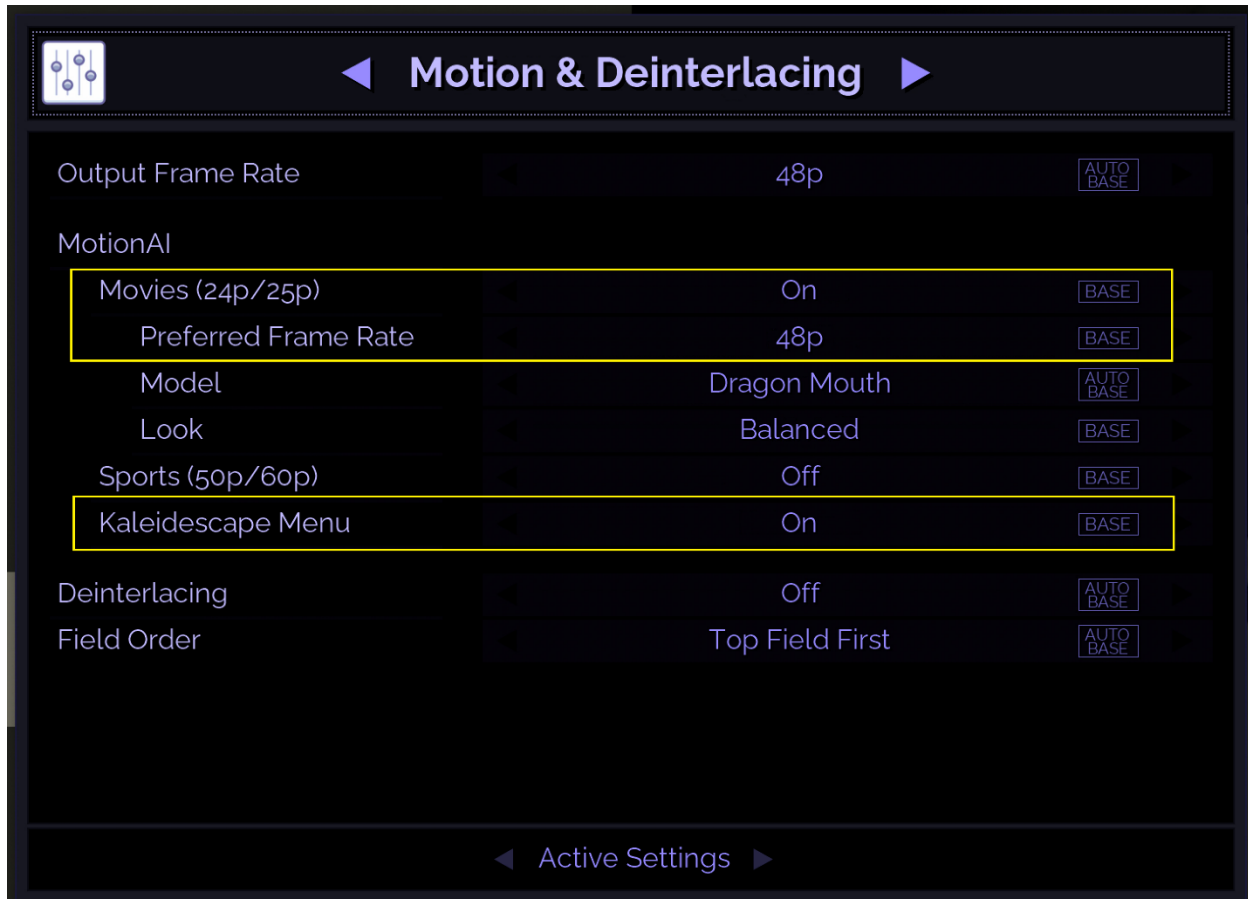 Motion & Deinterlacing
Output Frame Rate 48p AUTO BASE
MotionAI
Movies (24p/25p) On BASE
Preferred Frame Rate 48p BASE
Model Dragon Mouth AUTO BASE
Look Balanced BASE
Sports (50p/60p) Off BASE
Kaleidescape Menu On BASE
Deinterlacing Off AUTO BASE
Field Order Top Field First AUTO BASE
Active Settings